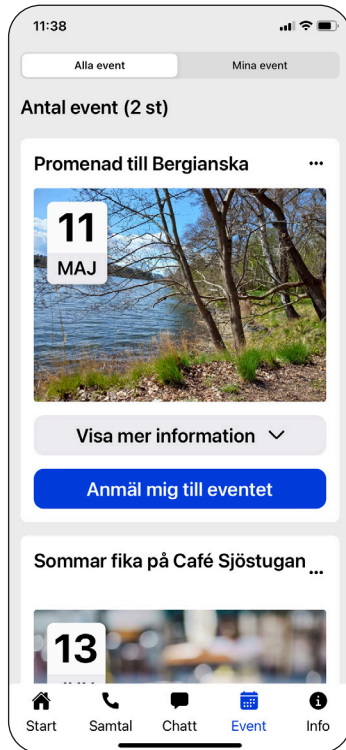 11:38
Alla event
Mina event
Antal event (2 st)
Promenad till Bergianska
...
11
MAJ
Visa mer information
Anmäl mig till eventet
Sommar fika på Café Sjöstugan
...
13
Start
Samtal
Chatt
Event
Info